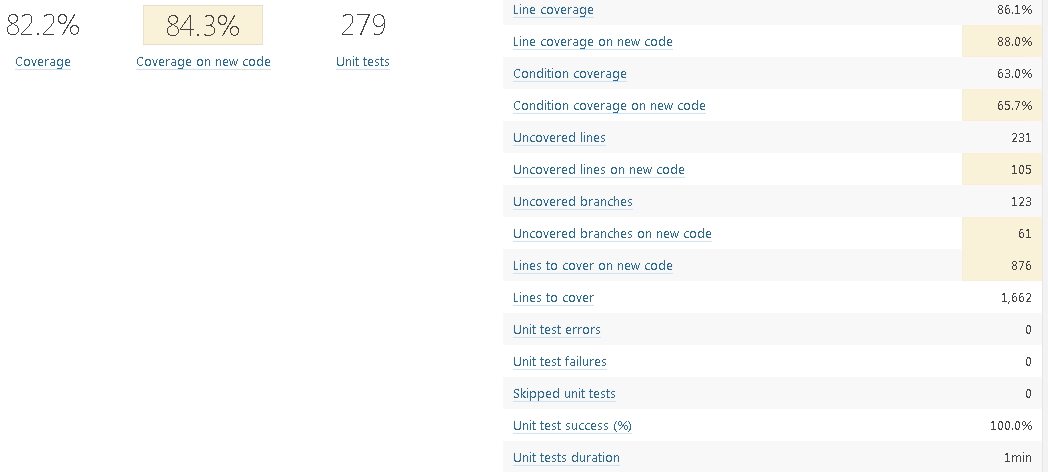 82.2% 84.3% 279
Coverage Coverage on new code Unit tests
Line coverage 86.1%
Line coverage on new code 88.0%
Condition coverage 63.0%
Condition coverage on new code 65.7%
Uncovered lines 231
Uncovered lines on new code 105
Uncovered branches 123
Uncovered branches on new code 61
Lines to cover on new code 876
Lines to cover 1,662
Unit test errors 0
Unit test failures 0
Skipped unit tests 0
Unit test success (%) 100.0%
Unit tests duration 1min